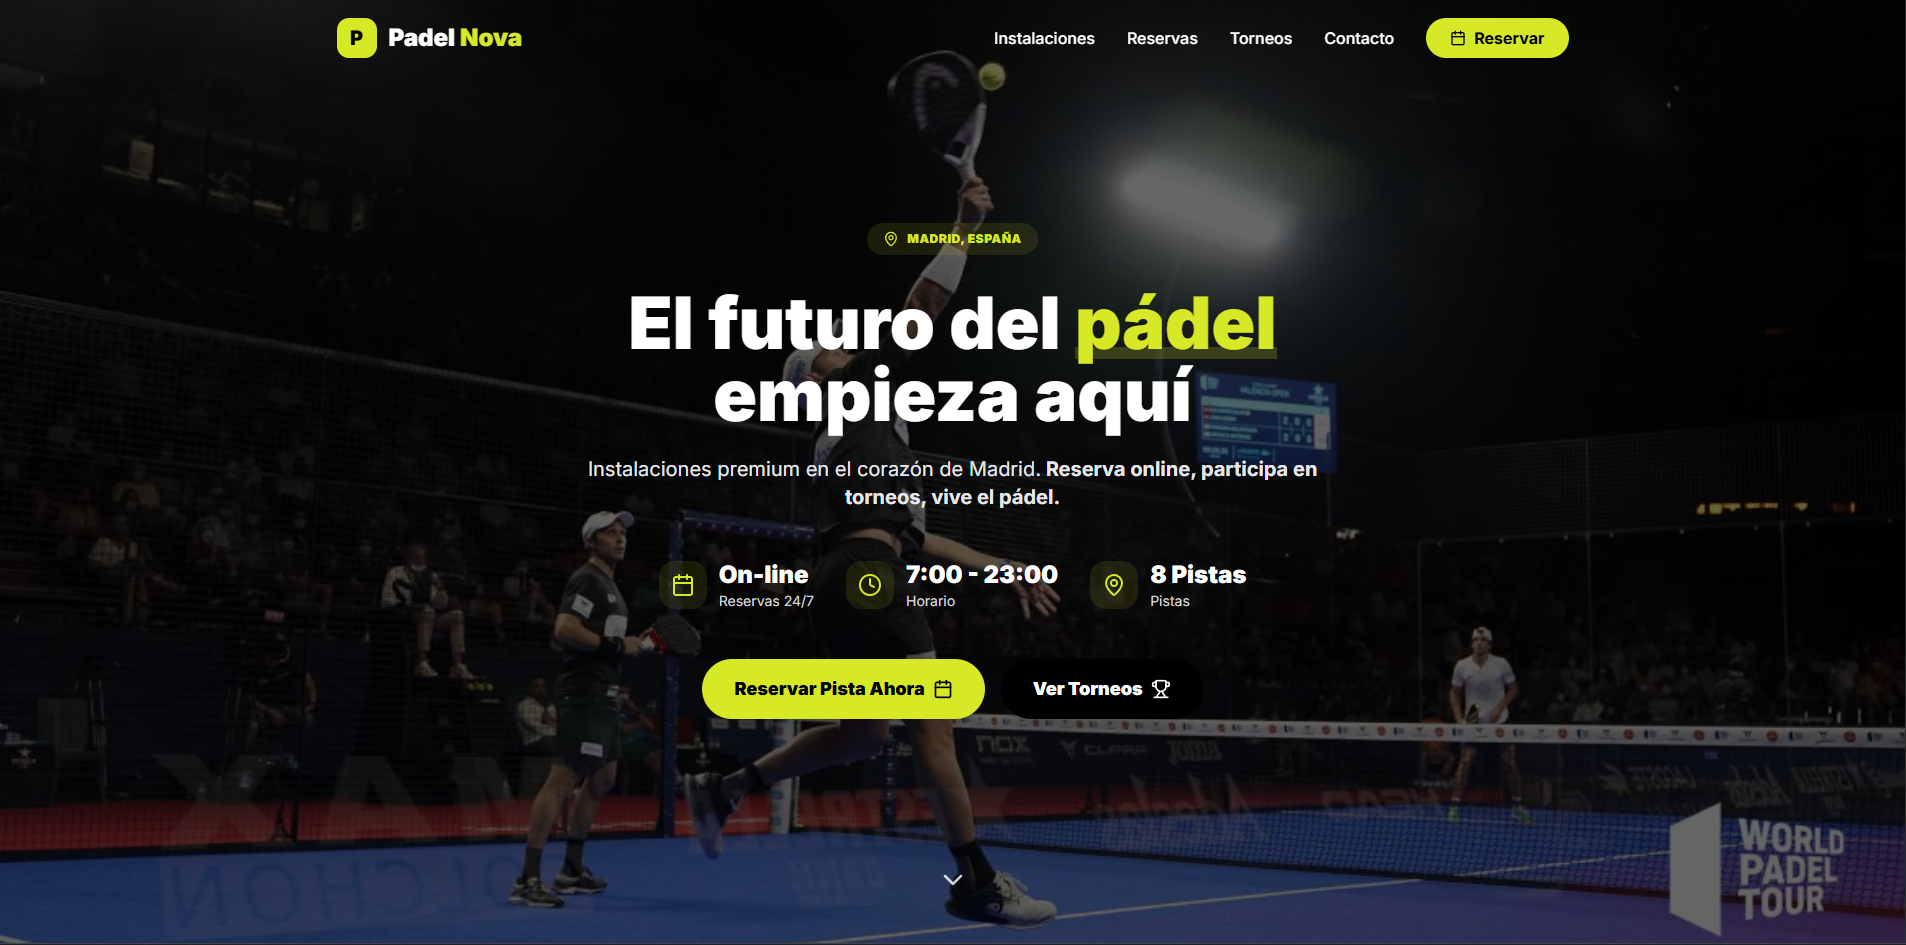 P Padel Nova
Instalaciones Reservas Torneos Contacto Reservar
MADRID, ESPAÑA
El futuro del pádel
empieza aquí
VALENCIA OPEN
Instalaciones premium en el corazón de Madrid. Reserva online, participa en
torneos, vive el pádel.
On-line
Reservas 24/7
7:00 - 23:00
Horario
8 Pistas
Pistas
Reservar Pista Ahora
Ver Torneos
NOX
CUPRA
WORLD
PADEL
TOUR